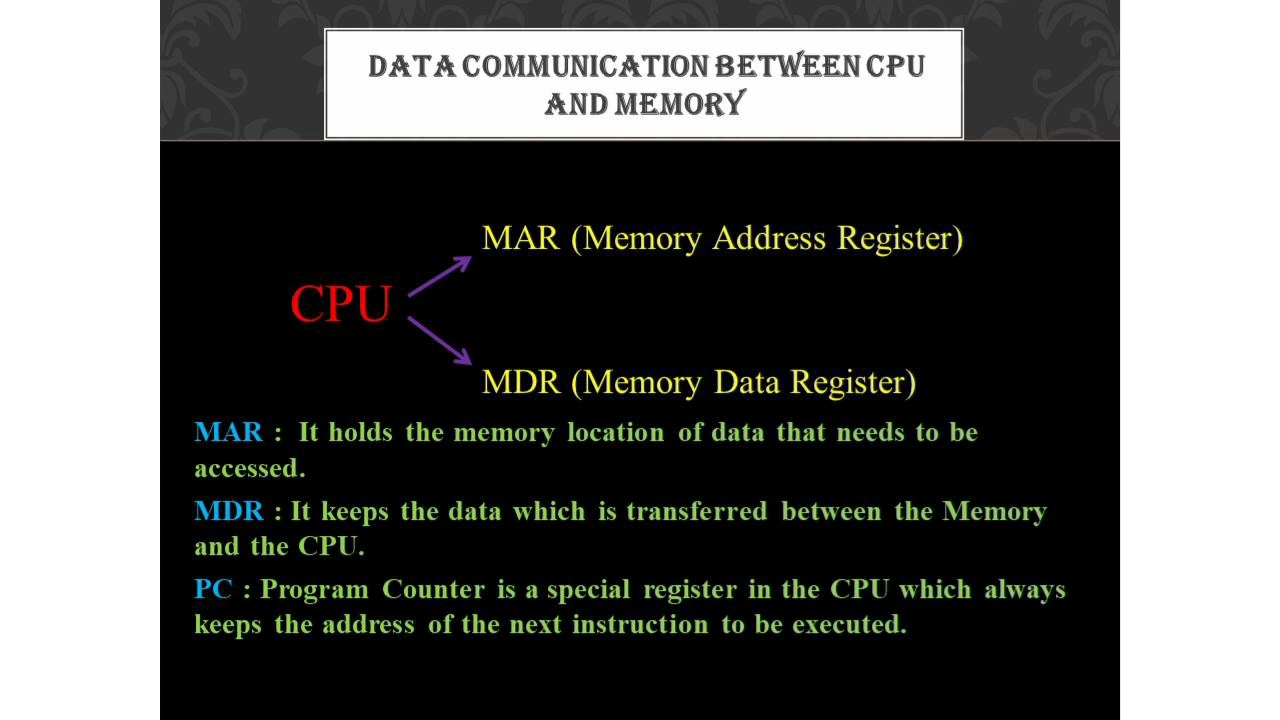 DATA COMMUNICATION BETWEEN CPU
AND MEMORY
MAR (Memory Address Register)
CPU
MDR (Memory Data Register)
MAR : It holds the memory location of data that needs to be
accessed.
MDR : It keeps the data which is transferred between the Memory
and the CPU.
PC : Program Counter is a special register in the CPU which always
keeps the address of the next instruction to be executed.